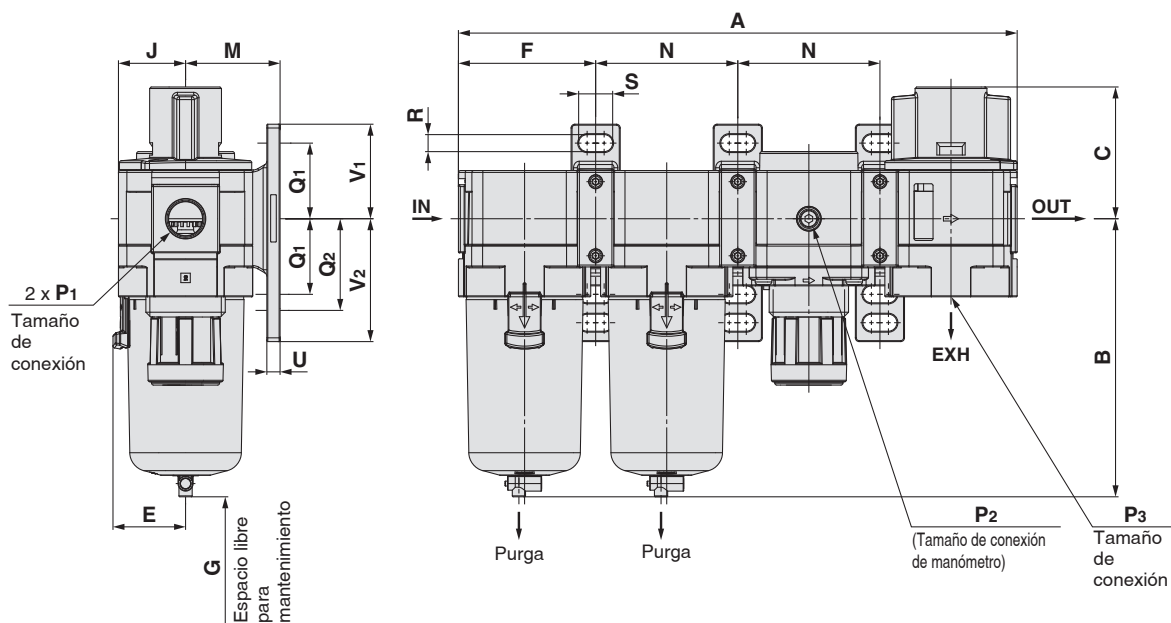 A
J M
F N N
S
R
C
V1
Q1
IN
OUT
Q1
Q2
V2
2 x P1
Tamaño
de
conexión
U
EXH
B
E
G
Espacio libre
para
mantenimiento
Purga
Purga
P2
(Tamaño de conexión
de manómetro)
P3
Tamaño
de
conexión